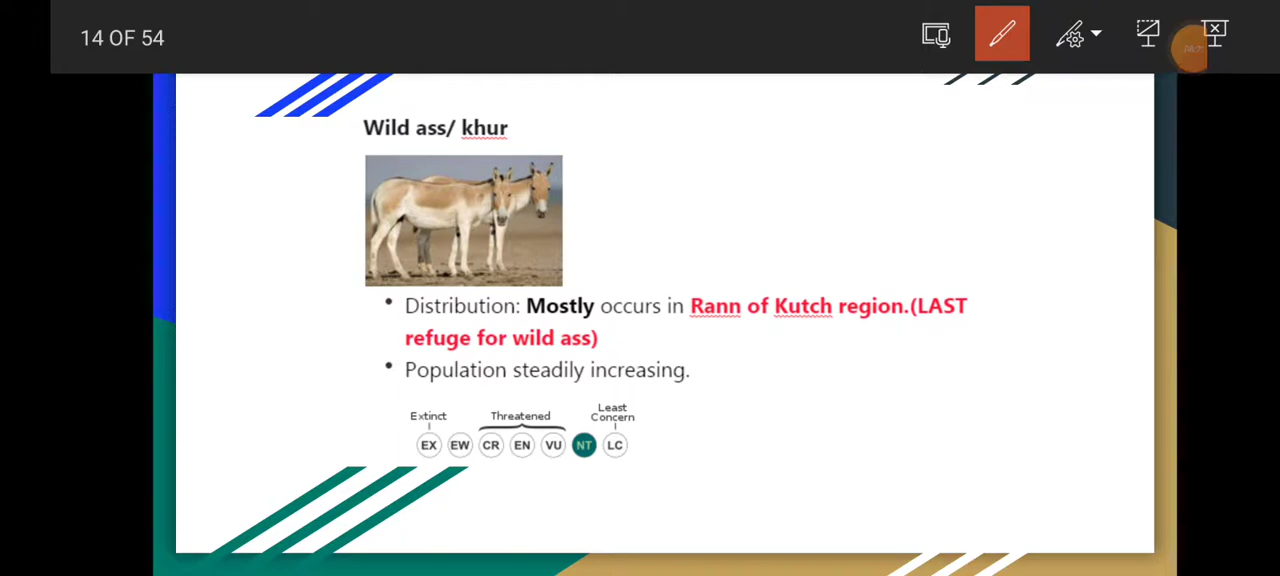 14 OF 54
Wild ass/ khur
• Distribution: Mostly occurs in Rann of Kutch region.(LAST
refuge for wild ass)
• Population steadily increasing.
Extinct Threatened Least Concern
EX EW CR EN VU NT LC